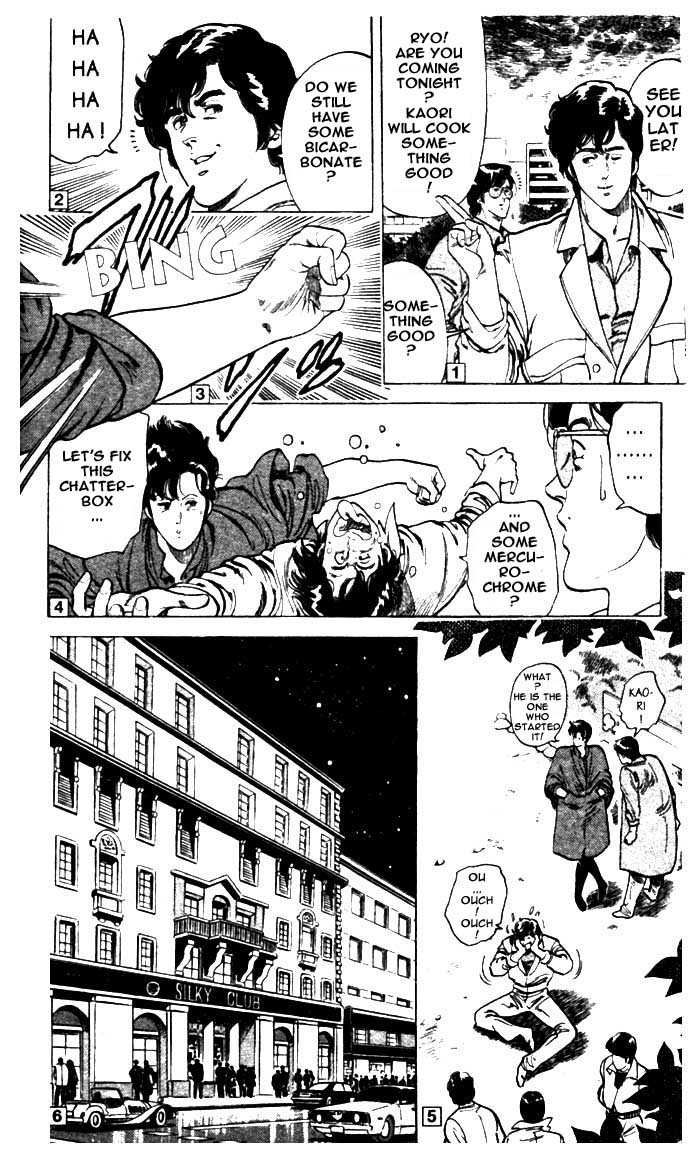 SEE
YOU
LAT
ER!
RYO!
ARE YOU
COMING
TONIGHT
?
KAORI
WILL COOK
SOME-
THING
GOOD
!
SOME-
THING
GOOD
?
1
DO WE
STILL
HAVE
SOME
BICAR-
BONATE
?
HA
HA
HA
HA!
2
BING
3
...
......
...
...
AND
SOME
MERCU-
RO-
CHROME
?
LET'S FIX
THIS
CHATTER-
BOX
...
4
KAO-
RI
!
WHAT
?
HE IS THE
ONE
WHO
STARTED
IT!
OU
...
OUCH
!
OUCH
!
5
SILKY CLUB
6